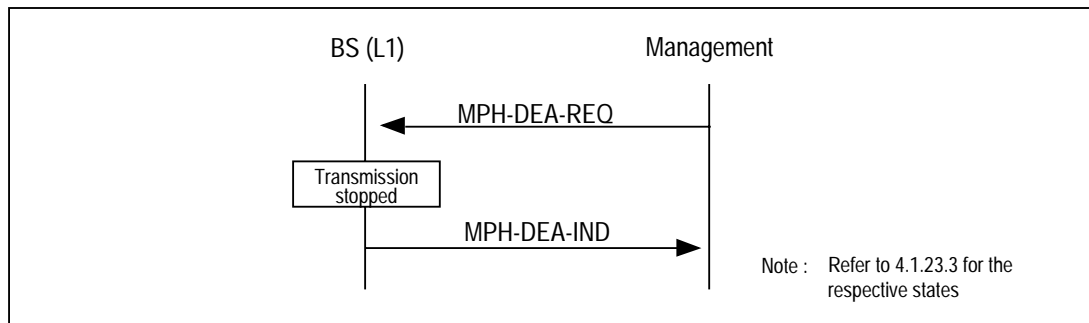 BS (L1)
Management
MPH-DEA-REQ
Transmission
stopped
MPH-DEA-IND
Note : Refer to 4.1.23.3 for the
respective states